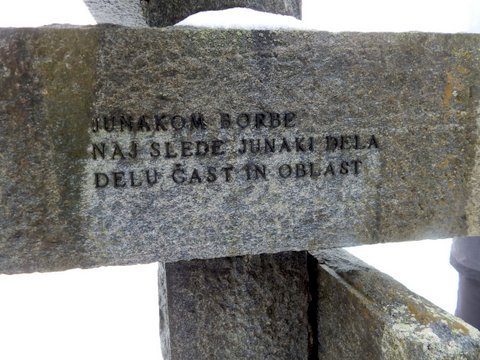 JUNAKOM BORBE
NAJ SLEDE JUNAKI DELA
DELU ČAST IN OBLAST